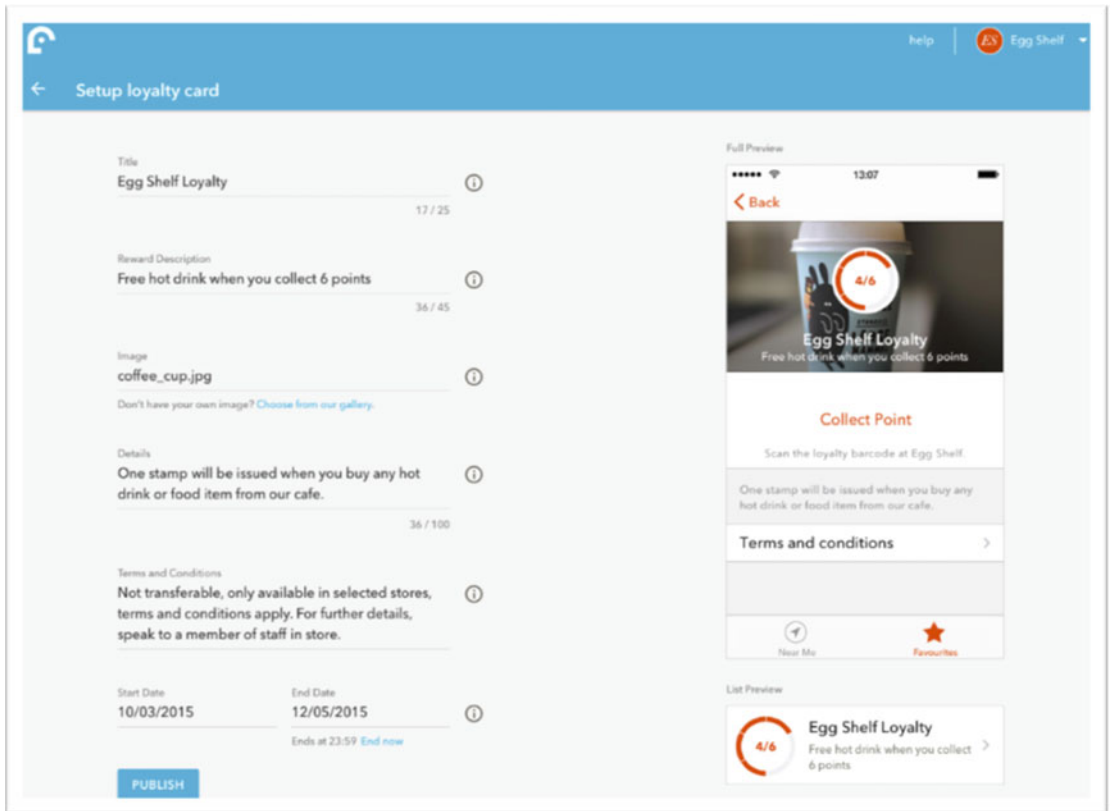 help
ES
Egg Shelf
Setup loyalty card
Title
Egg Shelf Loyalty
17 / 25
Reward Description
Free hot drink when you collect 6 points
36 / 45
Image
coffee_cup.jpg
Don't have your own image? Choose from our gallery.
Details
One stamp will be issued when you buy any hot
drink or food item from our cafe.
36 / 100
Terms and Conditions
Not transferable, only available in selected stores,
terms and conditions apply. For further details,
speak to a member of staff in store.
Start Date
10/03/2015
End Date
12/05/2015
Ends at 23:59 End now
PUBLISH
Full Preview
13:07
Back
4/6
Egg Shelf Loyalty
Free hot drink when you collect 6 points
Collect Point
Scan the loyalty barcode at Egg Shelf.
One stamp will be issued when you buy any
hot drink or food item from our cafe.
Terms and conditions
Near Me
Favourites
List Preview
4/6
Egg Shelf Loyalty
Free hot drink when you collect
6 points